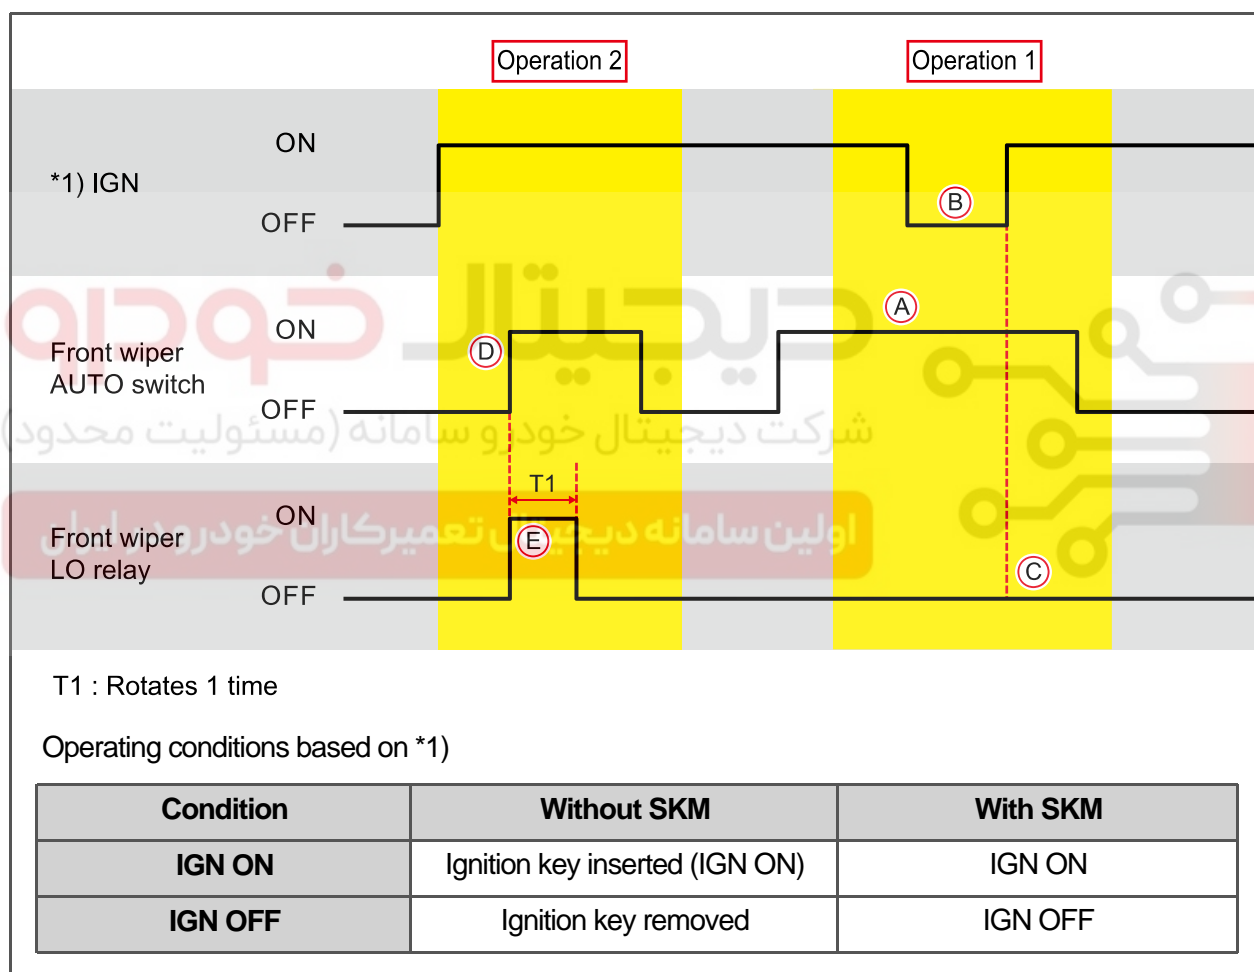 Operation 2
Operation 1
*1) IGN
ON
OFF
B
Front wiper
AUTO switch
ON
OFF
D
A
Front wiper
LO relay
ON
OFF
T1
E
C
دیجیتال خودرو
شرکت دیجیتال خودرو سامانه (مسئولیت محدود)
اولین سامانه دیجیتال تعمیرکاران خودرو در ایران
T1 : Rotates 1 time
Operating conditions based on *1)
Condition Without SKM With SKM
IGN ON Ignition key inserted (IGN ON) IGN ON
IGN OFF Ignition key removed IGN OFF